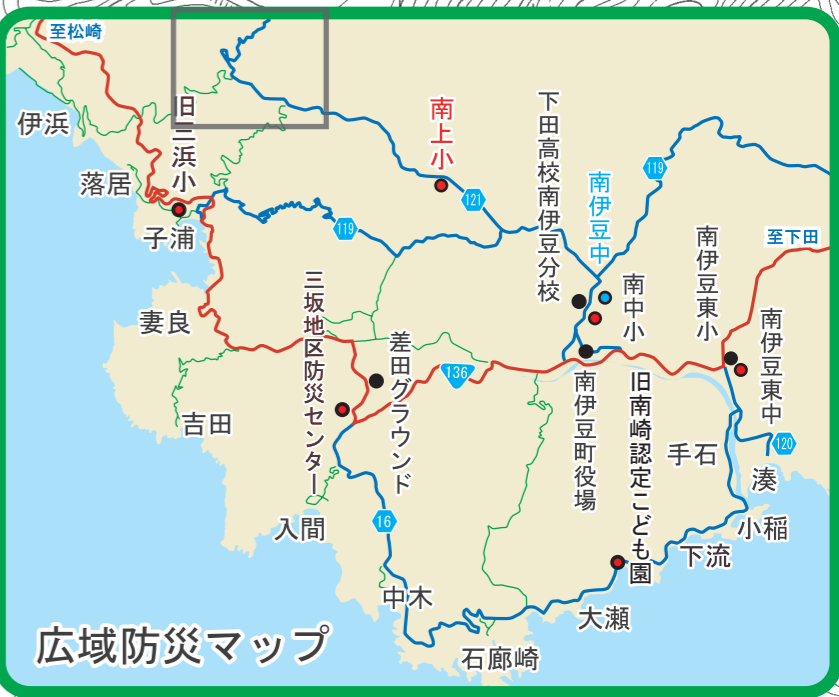 至松崎
伊浜
旧三浜小
落居
子浦
119
南上小
121
下田高校南伊豆分校
南伊豆中
119
南伊豆東小
至下田
妻良
三坂地区防災センター
差田グラウンド
136
南中小
南伊豆東中
吉田
南伊豆町役場
旧南崎認定こども園
手石
120
湊
入間
16
小稲
下流
中木
大瀬
石廊崎
広域防災マップ